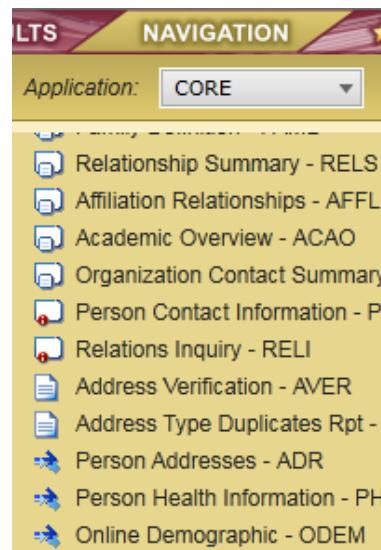 LTS
NAVIGATION
Application:
CORE
Relationship Summary - RELS
Affiliation Relationships - AFFL
Academic Overview - ACAO
Organization Contact Summary
Person Contact Information - P
Relations Inquiry - RELI
Address Verification - AVER
Address Type Duplicates Rpt -
Person Addresses - ADR
Person Health Information - PH
Online Demographic - ODEM